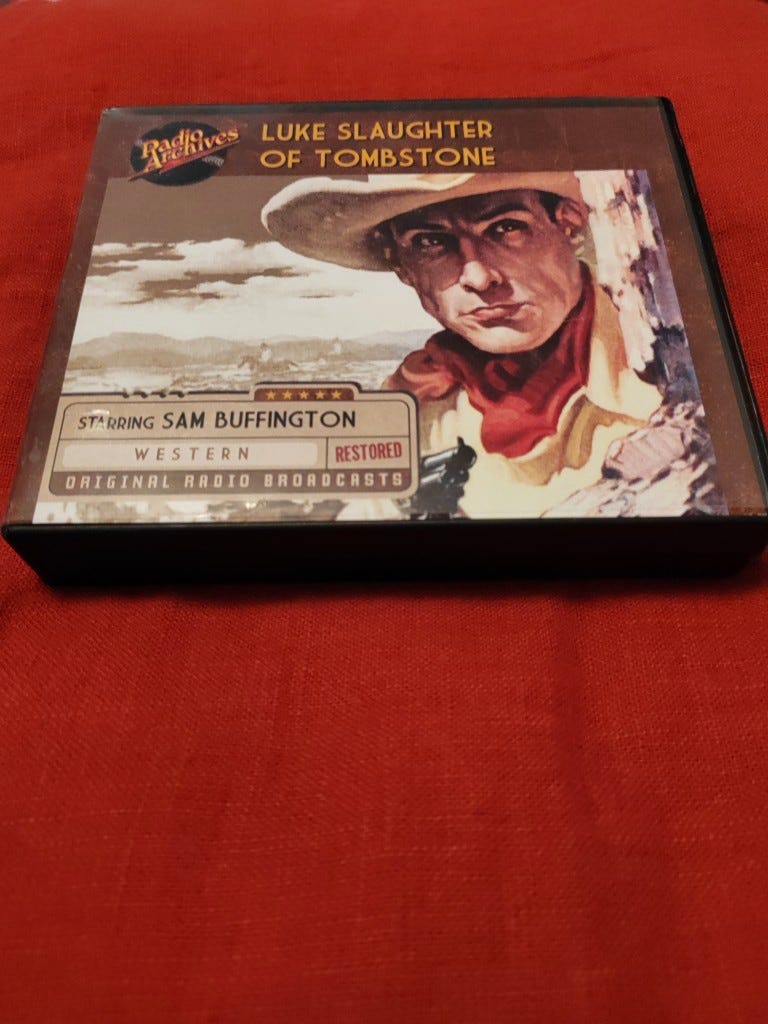 Radio
Archives
LUKE SLAUGHTER
OF TOMBSTONE
STARRING SAM BUFFINGTON
WESTERN
RESTORED
ORIGINAL RADIO BROADCASTS